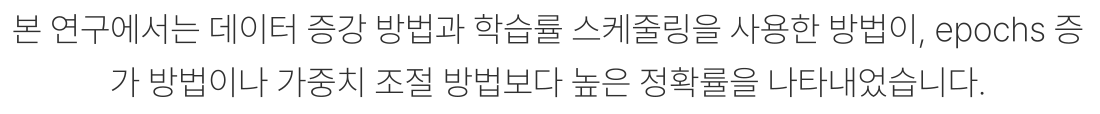 본 연구에서는 데이터 증강 방법과 학습률 스케줄링을 사용한 방법이, epochs 증
가 방법이나 가중치 조절 방법보다 높은 정확률을 나타내었습니다.